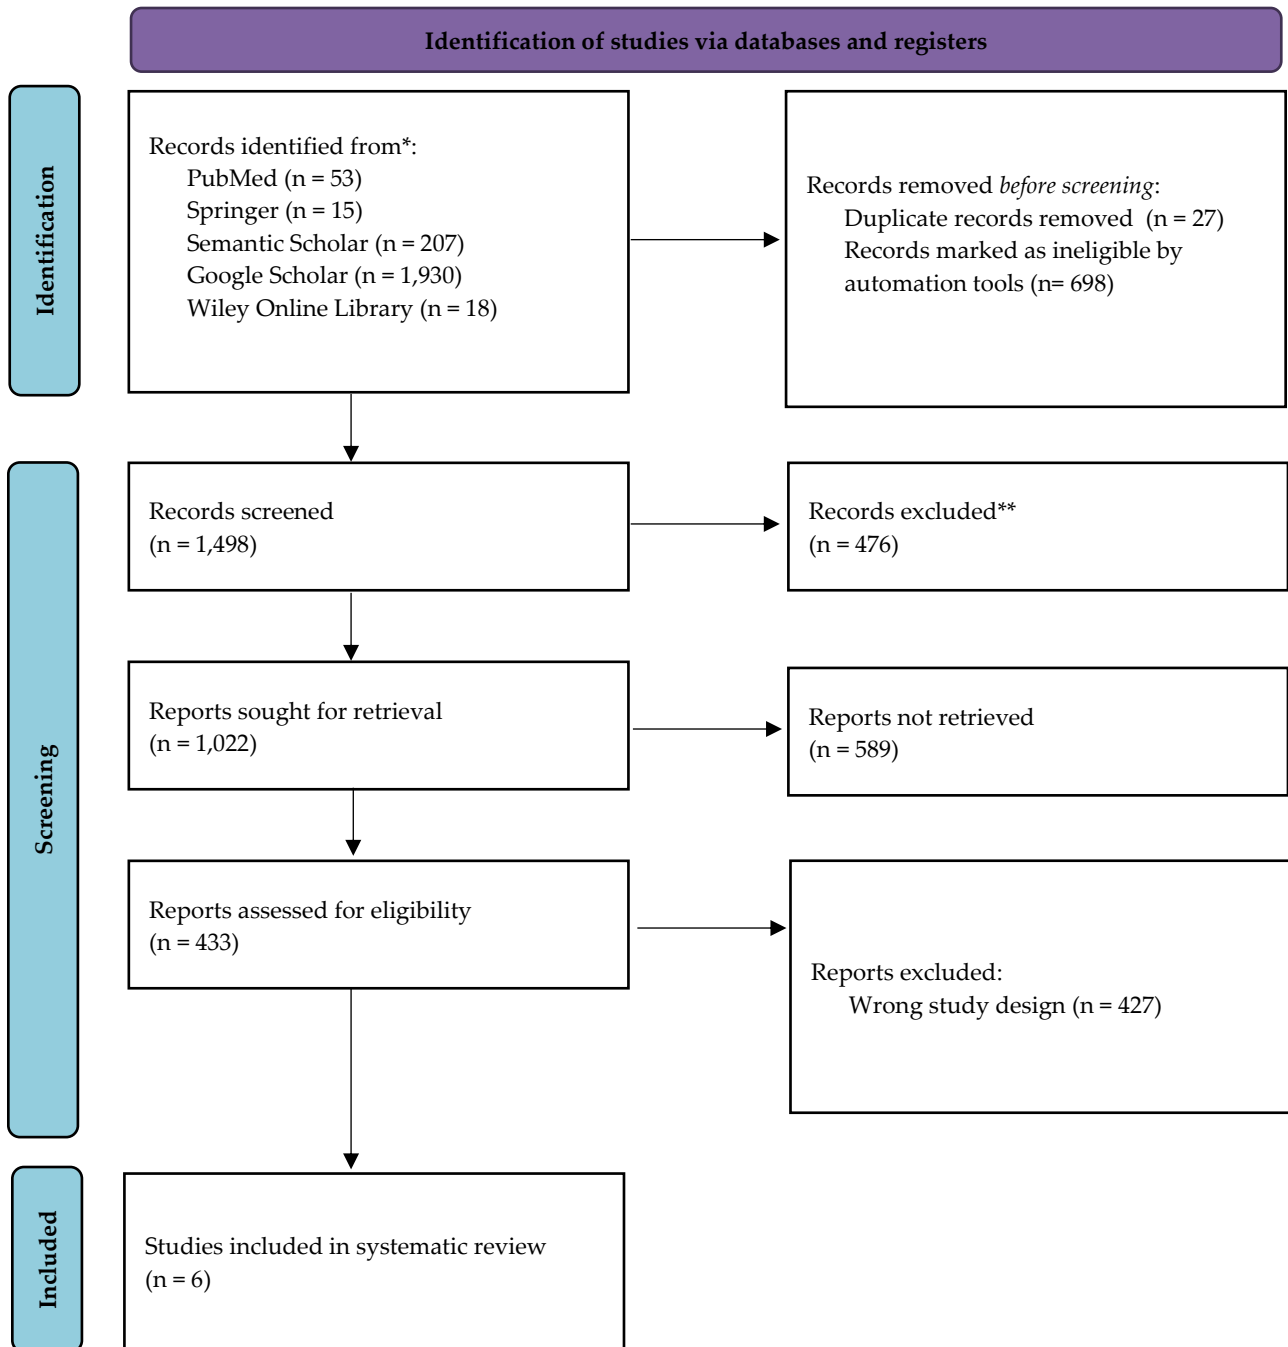 Identification of studies via databases and registers
Identification
Records identified from*:
PubMed (n = 53)
Springer (n = 15)
Semantic Scholar (n = 207)
Google Scholar (n = 1,930)
Wiley Online Library (n = 18)
Records removed before screening:
Duplicate records removed  (n = 27)
Records marked as ineligible by
automation tools (n= 698)
Screening
Records screened
(n = 1,498)
Records excluded**
(n = 476)
Reports sought for retrieval
(n = 1,022)
Reports not retrieved
(n = 589)
Reports assessed for eligibility
(n = 433)
Reports excluded:
Wrong study design (n = 427)
Included
Studies included in systematic review
(n = 6)